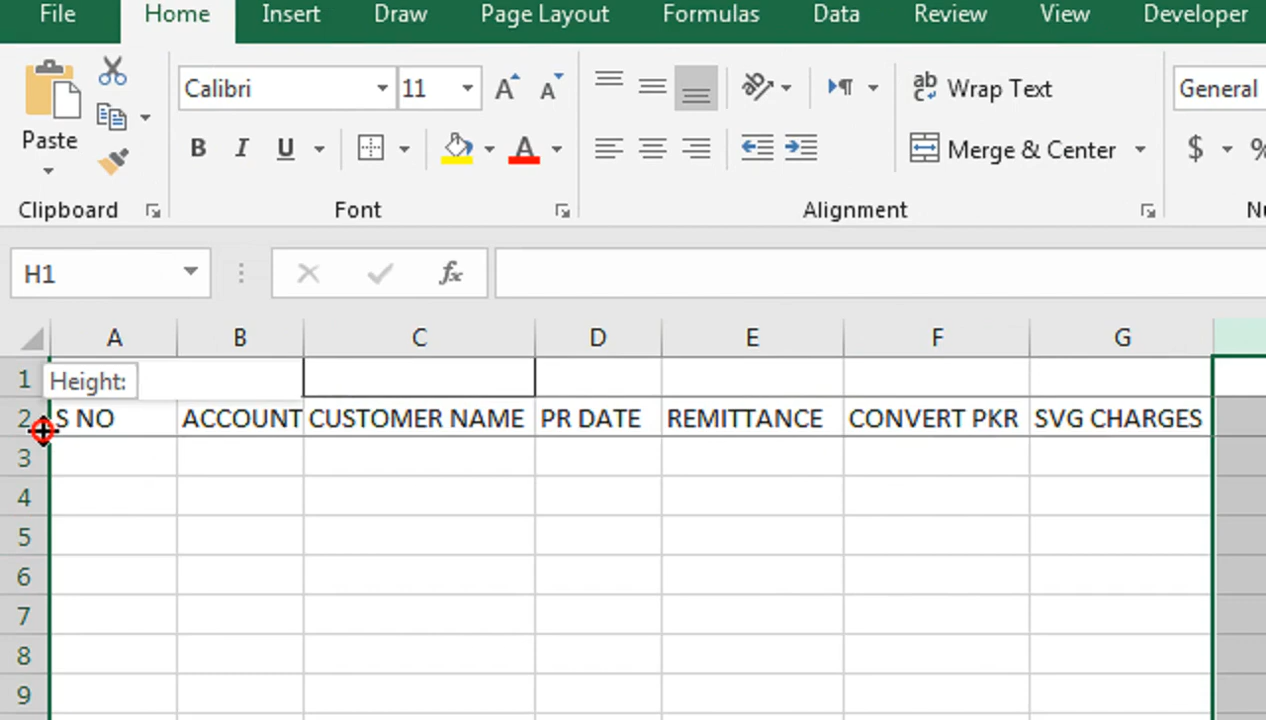 File Home Insert Draw Page Layout Formulas Data Review View Developer
Calibri 11 Wrap Text General
Paste B I U A Merge & Center $ %
Clipboard Font Alignment
H1 fx
A B C D E F G
1 Height:
2 S NO ACCOUNT CUSTOMER NAME PR DATE REMITTANCE CONVERT PKR SVG CHARGES
3
4
5
6
7
8
9